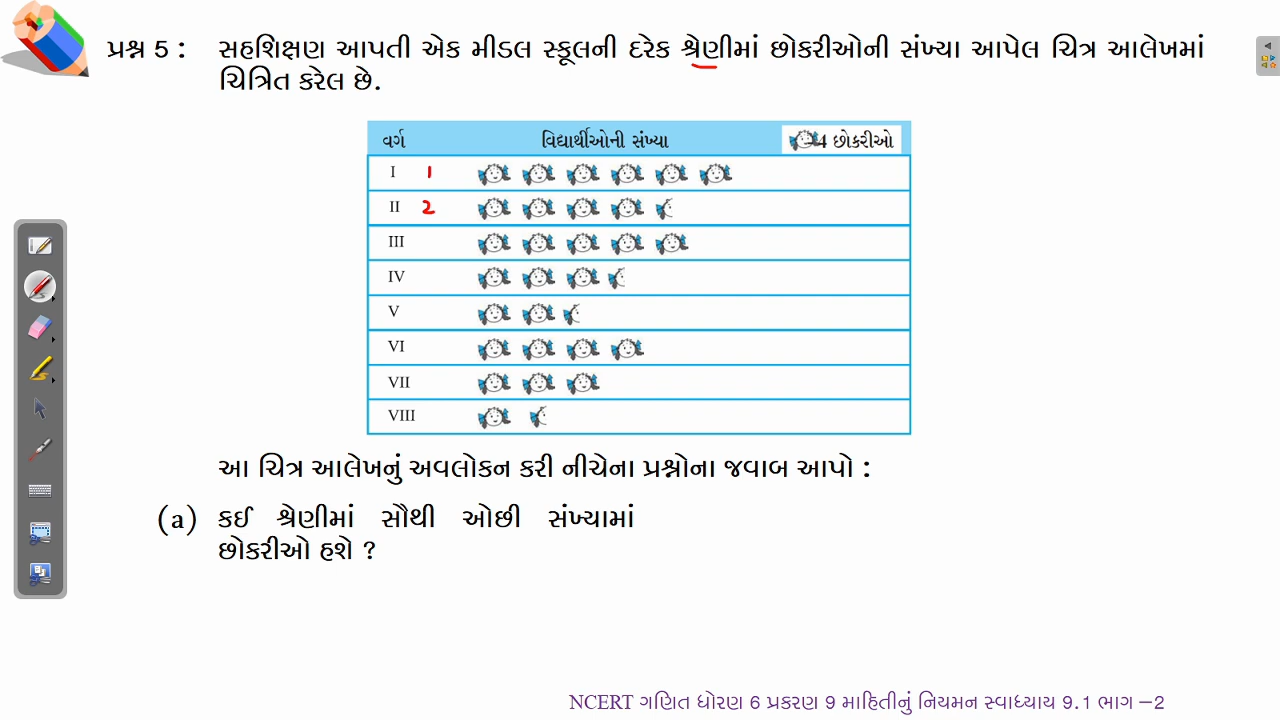 પ્રશ્ન 5 : સહશિક્ષણ આપતી એક મીડલ સ્કૂલની દરેક શ્રેણીમાં છોકરીઓની સંખ્યા આપેલ ચિત્ર આલેખમાં
ચિત્રિત કરેલ છે.
વર્ગ વિદ્યાર્થીઓની સંખ્યા -4 છોકરીઓ
I 1
II 2
III
IV
V
VI
VII
VIII
આ ચિત્ર આલેખનું અવલોકન કરી નીચેના પ્રશ્નોના જવાબ આપો :
(a) કઈ શ્રેણીમાં સૌથી ઓછી સંખ્યામાં
છોકરીઓ હશે ?
NCERT ગણિત ધોરણ 6 પ્રકરણ 9 માહિતીનું નિયમન સ્વાધ્યાય 9.1 ભાગ –2